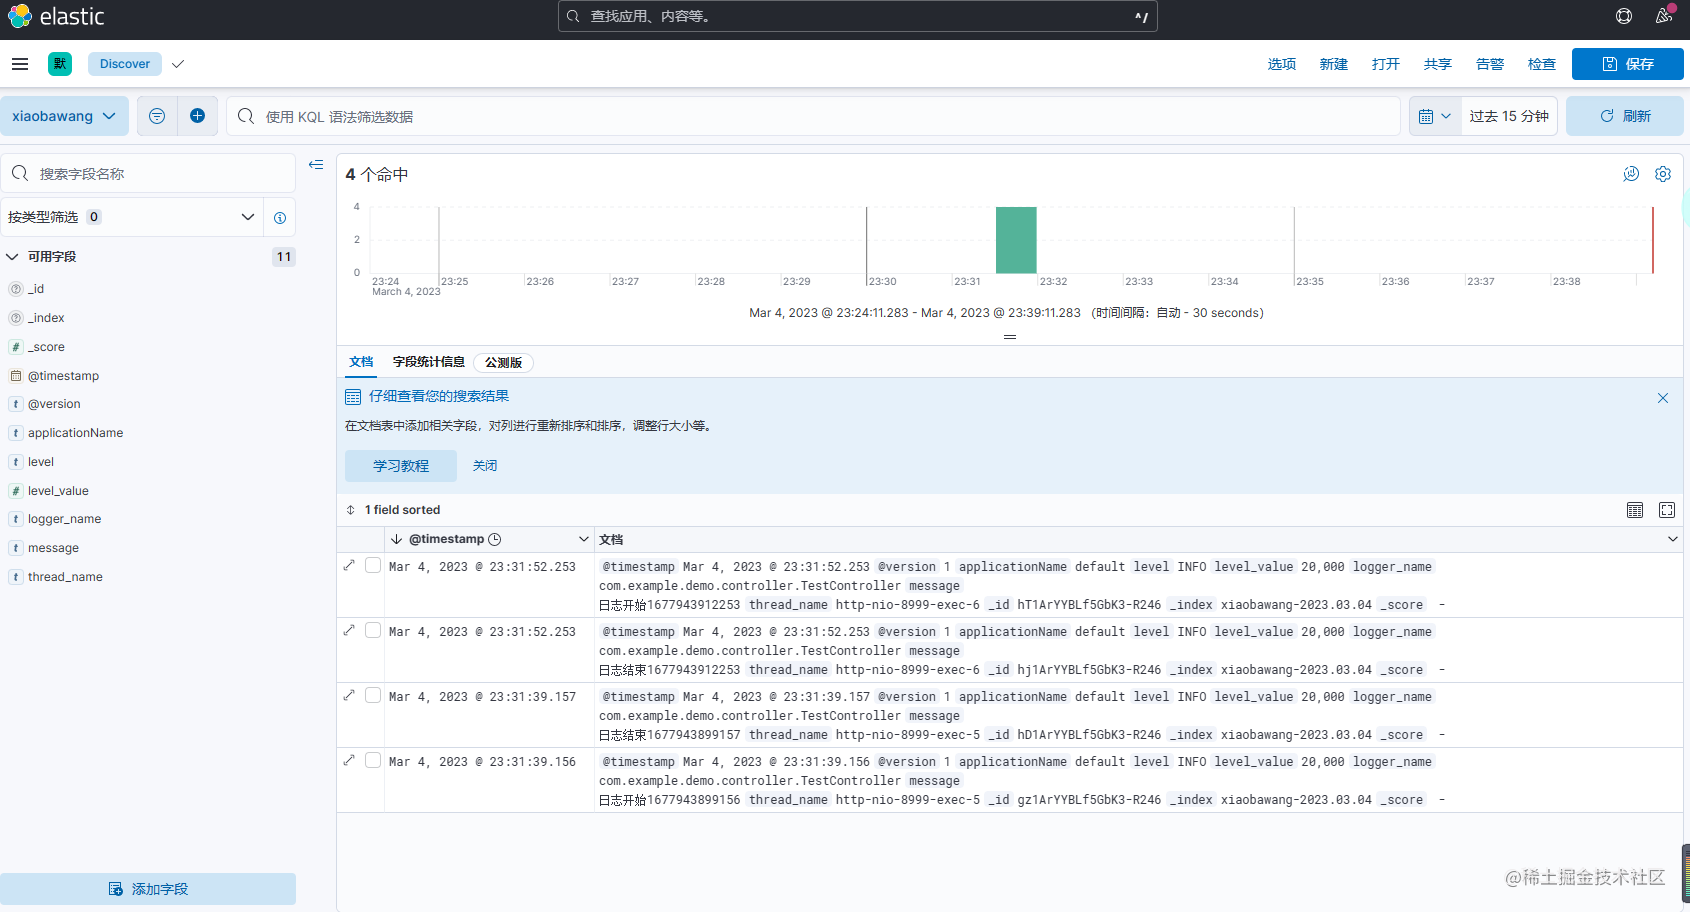 elastic
查找应用、内容等。
^/
默
Discover
选项
新建
打开
共享
告警
检查
保存
xiaobawang
使用 KQL 语法筛选数据
过去 15 分钟
刷新
搜索字段名称
按类型筛选 0
可用字段
11
_id
_index
# _score
@timestamp
t @version
t applicationName
t level
# level_value
t logger_name
t message
t thread_name
添加字段
4 个命中
4
2
0
23:24 23:25 23:26 23:27 23:28 23:29 23:30 23:31 23:32 23:33 23:34 23:35 23:36 23:37 23:38
March 4, 2023
Mar 4, 2023 @ 23:24:11.283 - Mar 4, 2023 @ 23:39:11.283 （时间间隔：自动 - 30 seconds）
文档 字段统计信息 公测版
仔细查看您的搜索结果
在文档表中添加相关字段，对列进行重新排序和排序，调整行大小等。
学习教程 关闭
1 field sorted
@timestamp 文档
Mar 4, 2023 @ 23:31:52.253 @timestamp Mar 4, 2023 @ 23:31:52.253 @version 1 applicationName default level INFO level_value 20,000 logger_name
com.example.demo.controller.TestController message
日志开始1677943912253 thread_name http-nio-8999-exec-6 _id hT1ArYYBLf5GbK3-R246 _index xiaobawang-2023.03.04 _score -
Mar 4, 2023 @ 23:31:52.253 @timestamp Mar 4, 2023 @ 23:31:52.253 @version 1 applicationName default level INFO level_value 20,000 logger_name
com.example.demo.controller.TestController message
日志结束1677943912253 thread_name http-nio-8999-exec-6 _id hj1ArYYBLf5GbK3-R246 _index xiaobawang-2023.03.04 _score -
Mar 4, 2023 @ 23:31:39.157 @timestamp Mar 4, 2023 @ 23:31:39.157 @version 1 applicationName default level INFO level_value 20,000 logger_name
com.example.demo.controller.TestController message
日志结束1677943899157 thread_name http-nio-8999-exec-5 _id hD1ArYYBLf5GbK3-R246 _index xiaobawang-2023.03.04 _score -
Mar 4, 2023 @ 23:31:39.156 @timestamp Mar 4, 2023 @ 23:31:39.156 @version 1 applicationName default level INFO level_value 20,000 logger_name
com.example.demo.controller.TestController message
日志开始1677943899156 thread_name http-nio-8999-exec-5 _id gz1ArYYBLf5GbK3-R246 _index xiaobawang-2023.03.04 _score -
@稀土掘金技术社区